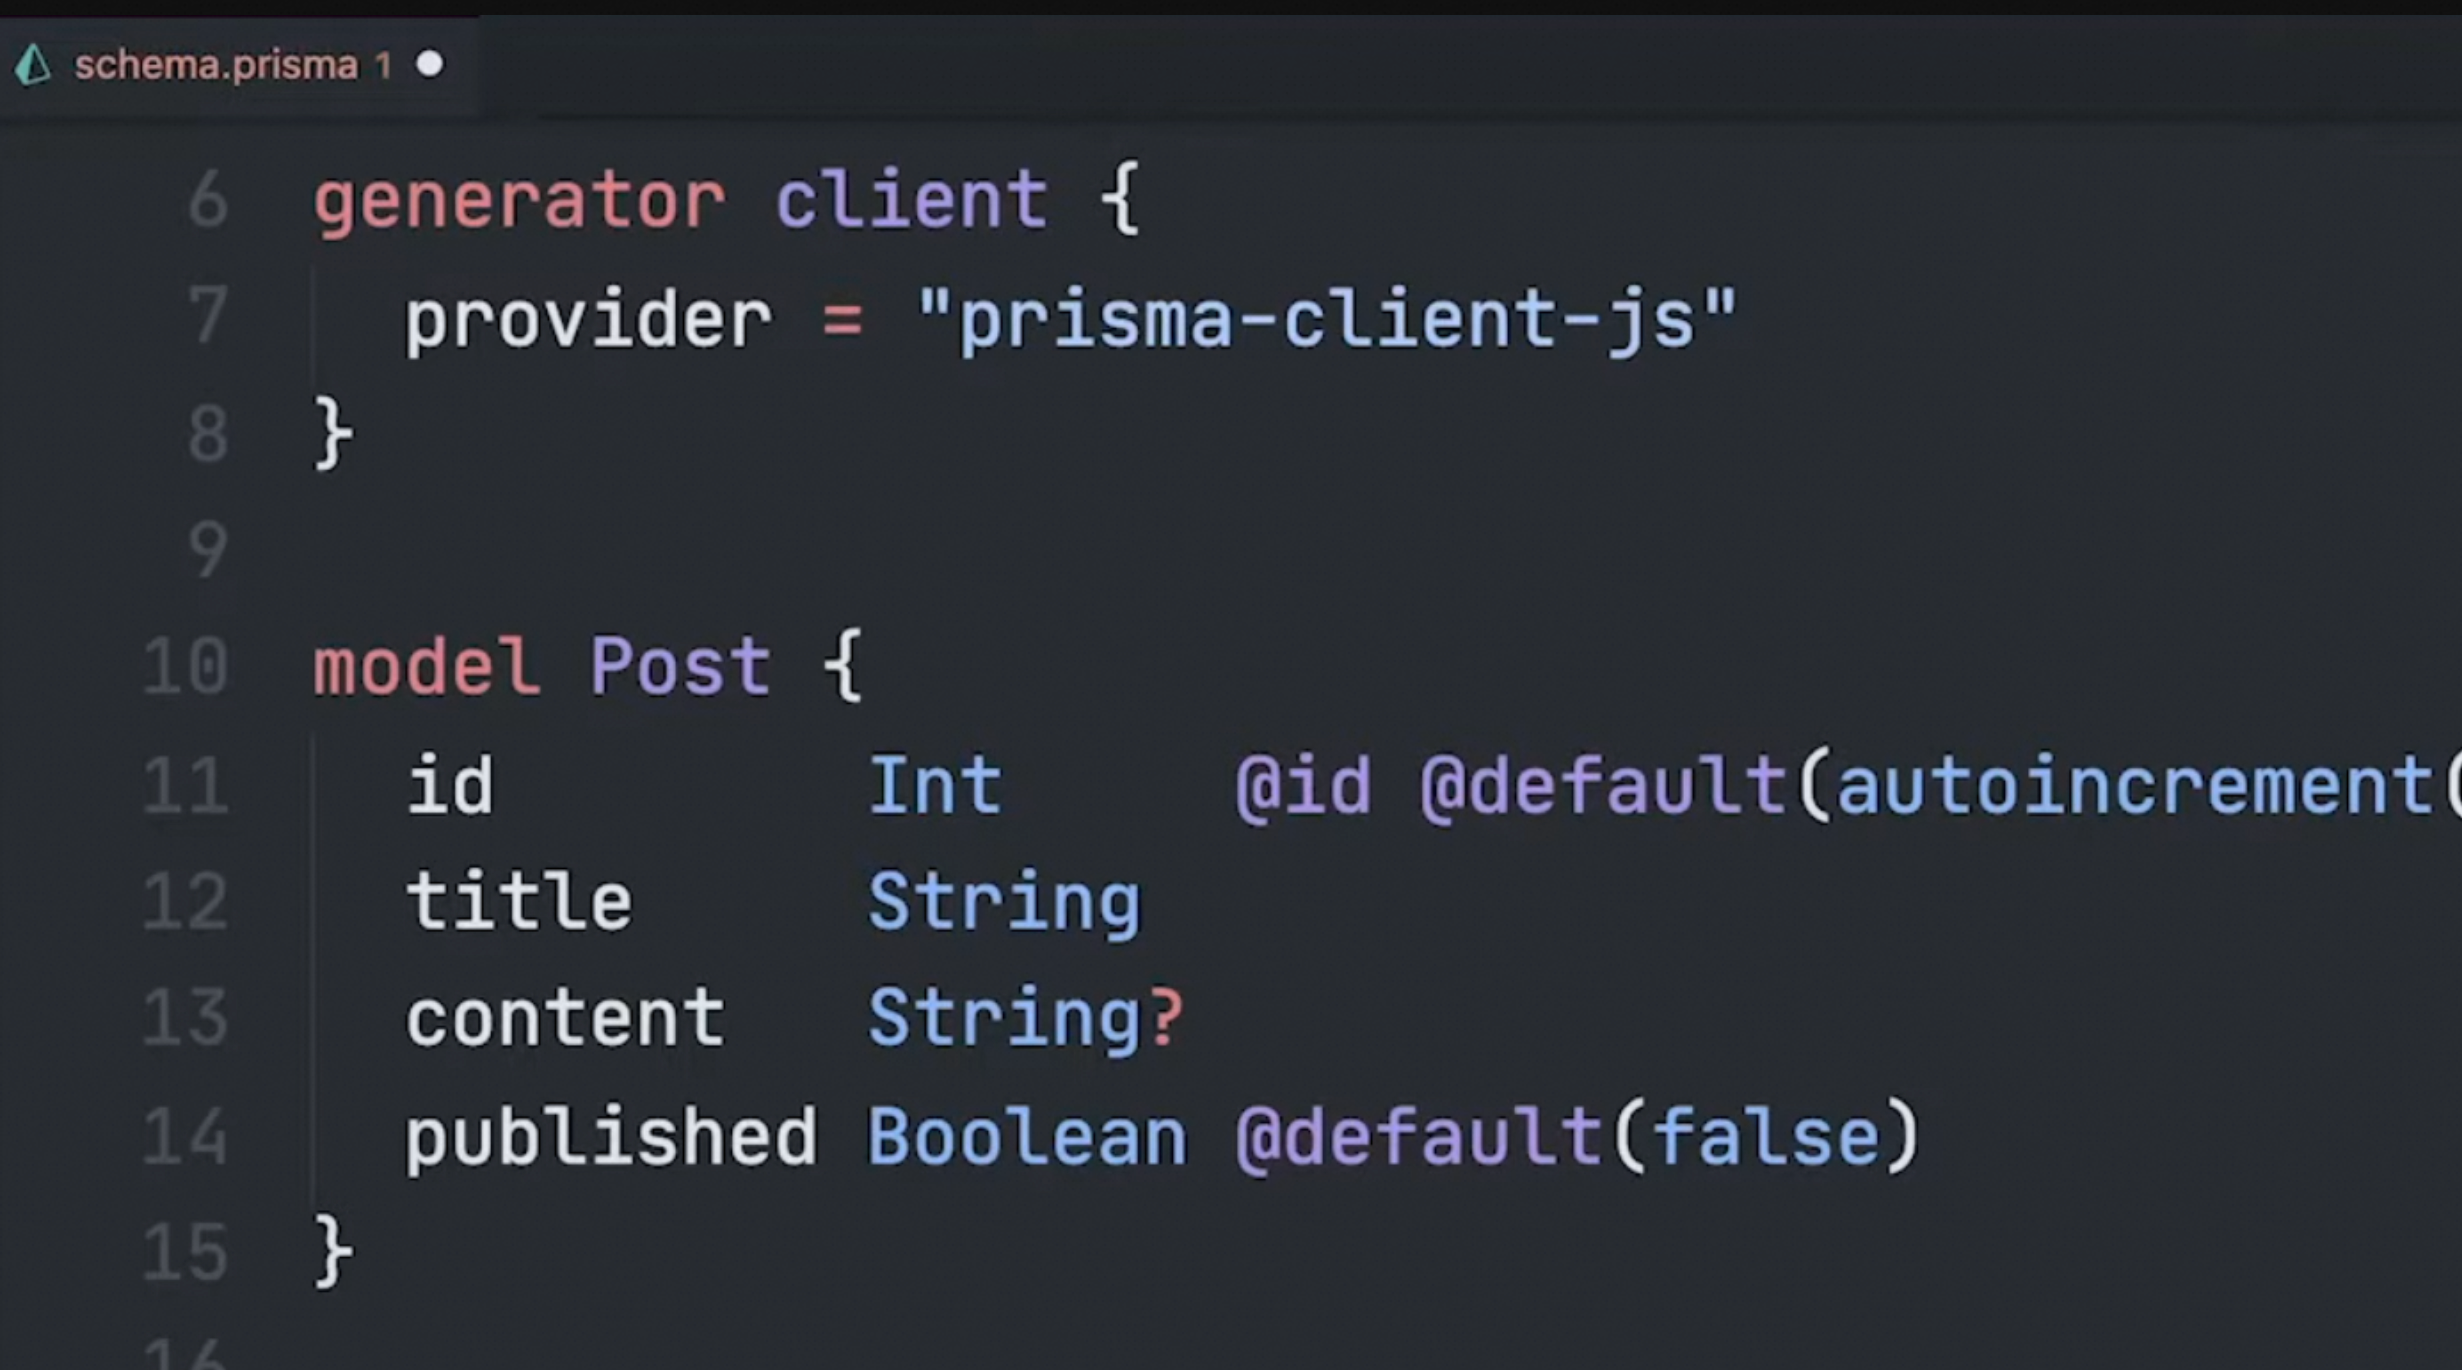 schema.prisma 1
6 generator client {
7 provider = "prisma-client-js"
8 }
9
10 model Post {
11 id Int @id @default(autoincrement(
12 title String
13 content String?
14 published Boolean @default(false)
15 }
16